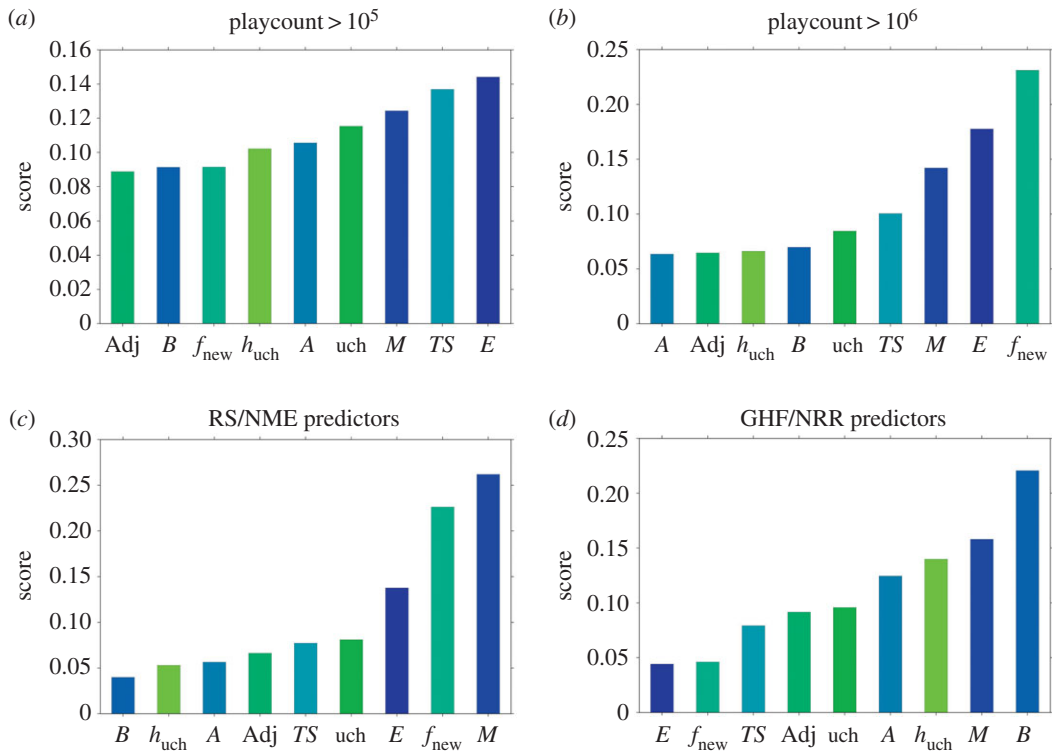 (a) playcount > 10⁵
0.16
0.14
0.12
0.10
0.08
0.06
0.04
0.02
0
score
Adj B f_new h_uch A uch M TS E
(b) playcount > 10⁶
0.25
0.20
0.15
0.10
0.05
0
score
A Adj h_uch B uch TS M E f_new
(c) RS/NME predictors
0.30
0.25
0.20
0.15
0.10
0.05
0
score
B h_uch A Adj TS uch E f_new M
(d) GHF/NRR predictors
0.25
0.20
0.15
0.10
0.05
0
score
E f_new TS Adj uch A h_uch M B